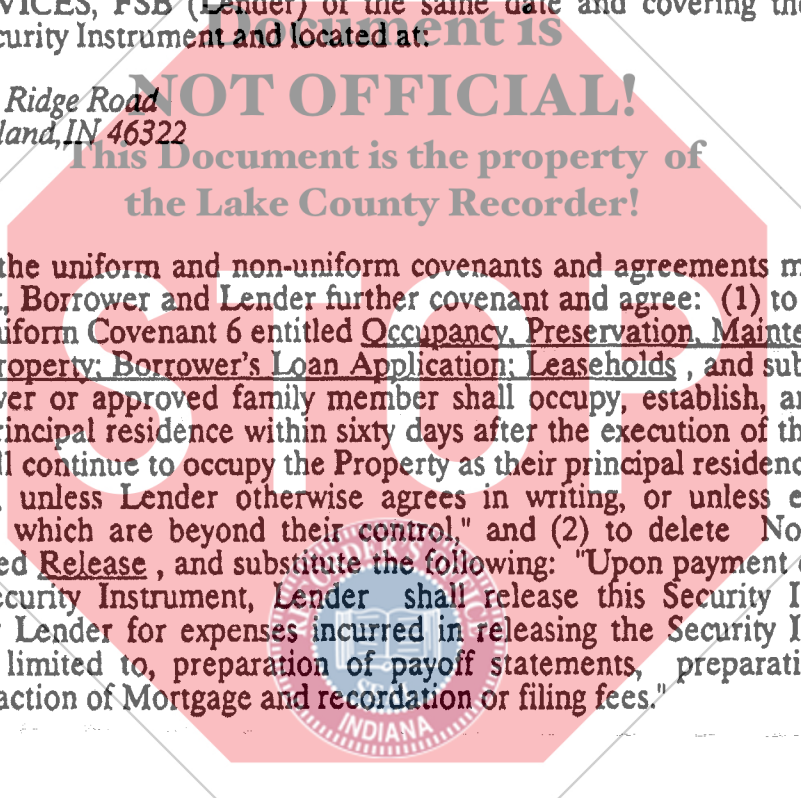 VICES, FSB (Lender) of the same date and covering the
curity Instrument and located at:
Document is
NOT OFFICIAL!
Ridge Road
land, IN 46322
This Document is the property of
the Lake County Recorder!
the uniform and non-uniform covenants and agreements m
, Borrower and Lender further covenant and agree: (1) to
iform Covenant 6 entitled Occupancy, Preservation, Mainte
roperty; Borrower's Loan Application; Leaseholds , and sub
wer or approved family member shall occupy, establish, an
rincipal residence within sixty days after the execution of th
ll continue to occupy the Property as their principal residenc
, unless Lender otherwise agrees in writing, or unless e
which are beyond their control," and (2) to delete No
ed Release , and substitute the following: "Upon payment
ecurity Instrument, Lender shall release this Security I
Lender for expenses incurred in releasing the Security I
limited to, preparation of payoff statements, preparati
action of Mortgage and recordation or filing fees."
STOP
RECORDER'S OFFICE
INDIANA